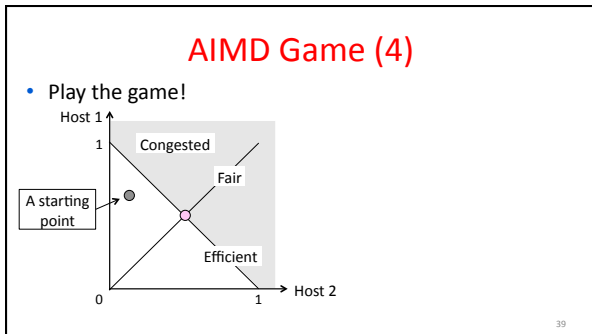 AIMD Game (4)
• Play the game!
Host 1
1
Congested
Fair
A starting
point
Efficient
0
1
Host 2
39